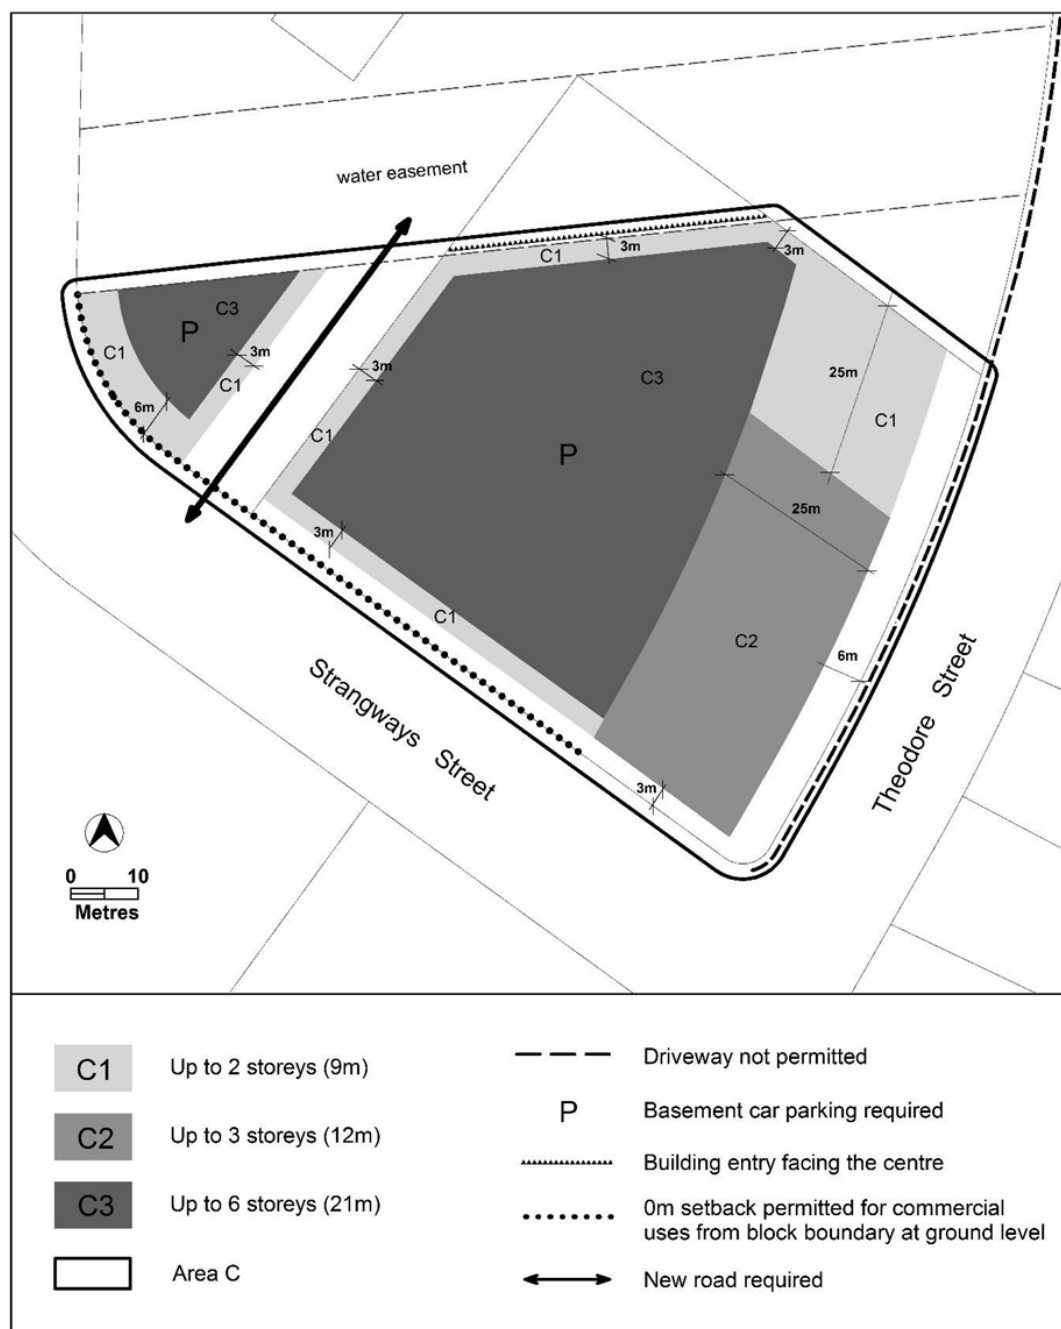 water easement
C1
3m
3m
C3
P
C1
3m
C1
6m
3m
C3
25m
C1
C1
P
25m
3m
C1
C2
6m
3m
Strangways Street
Theodore Street
0 10
Metres
C1 Up to 2 storeys (9m)
C2 Up to 3 storeys (12m)
C3 Up to 6 storeys (21m)
Area C
Driveway not permitted
P Basement car parking required
Building entry facing the centre
0m setback permitted for commercial
uses from block boundary at ground level
New road required